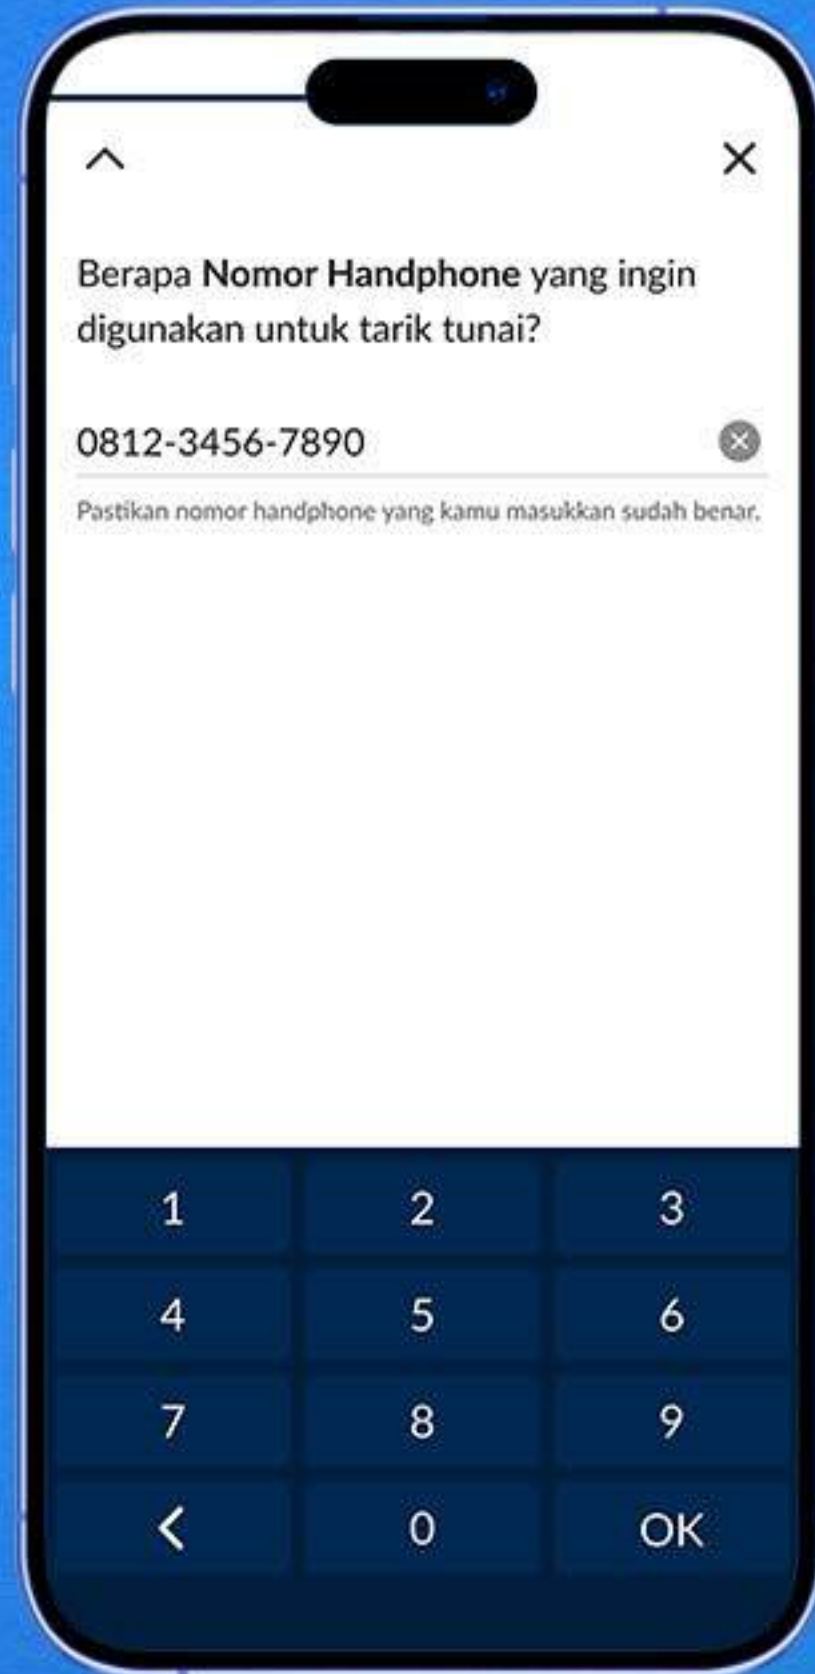 Berapa Nomor Handphone yang ingin
digunakan untuk tarik tunai?
0812-3456-7890
Pastikan nomor handphone yang kamu masukkan sudah benar.
1 2 3
4 5 6
7 8 9
0 OK